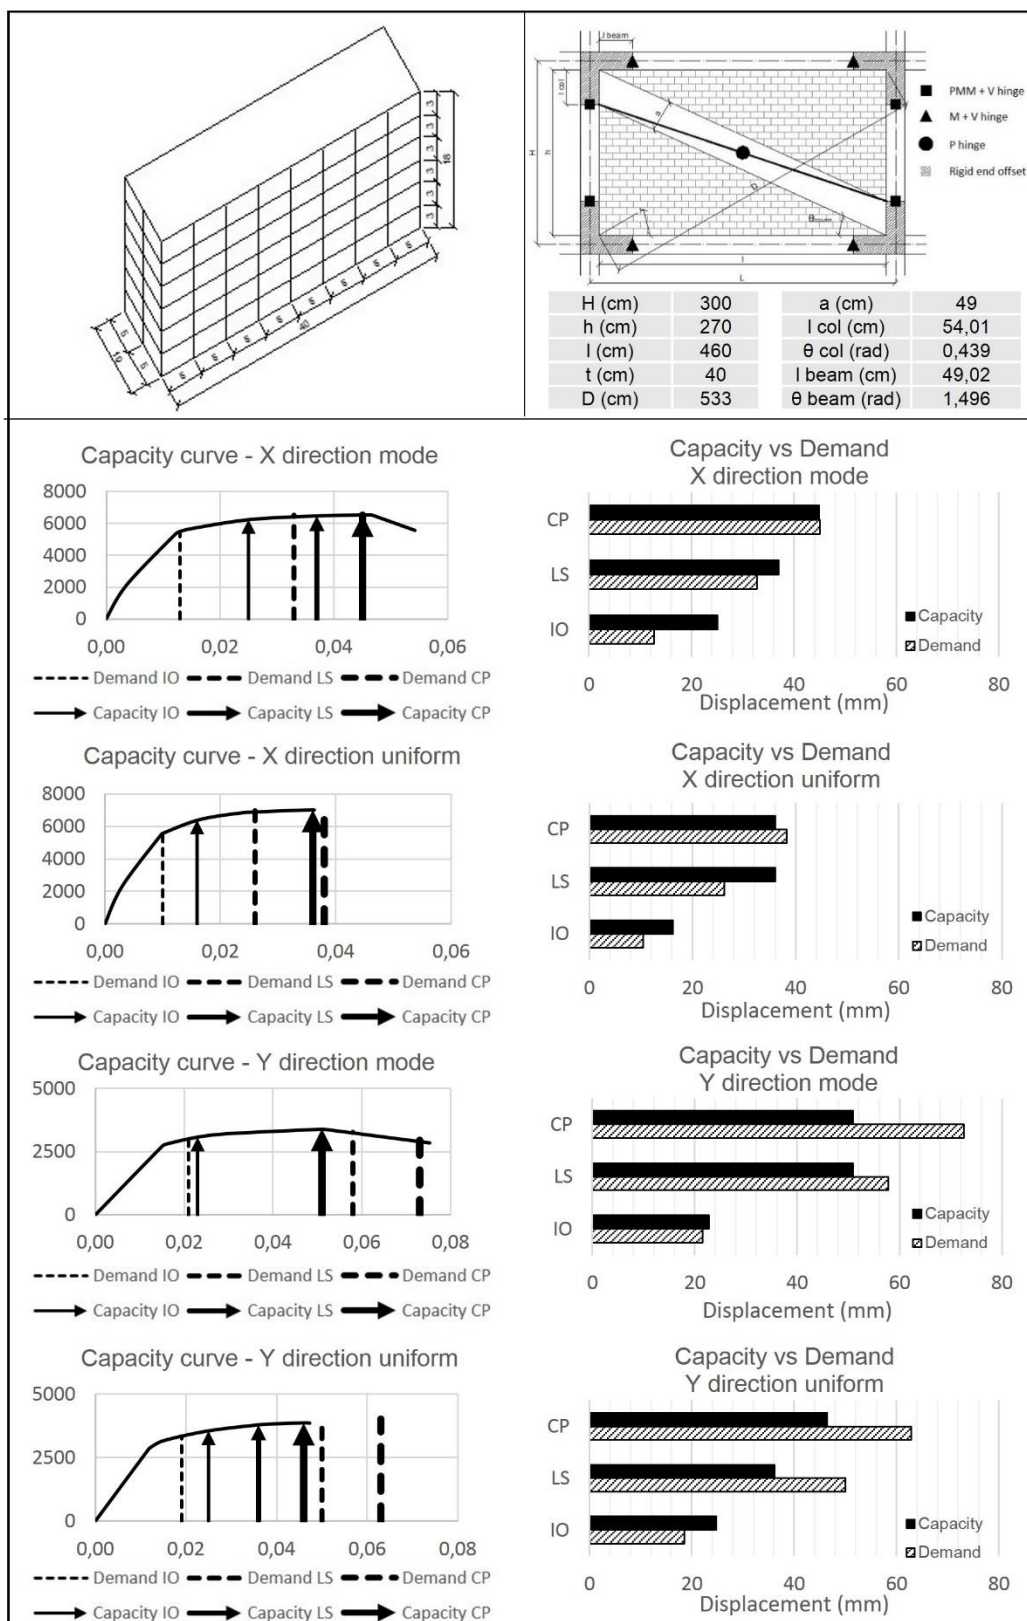 3
3
3
3
3
3
18
5
5
5
5
5
5
5
5
40
5
5
10
l beam
l col
H
h
a
D
l
L
PMM + V hinge
M + V hinge
P hinge
Rigid end offset
H (cm) 300 a (cm) 49
h (cm) 270 l col (cm) 54,01
l (cm) 460 θ col (rad) 0,439
t (cm) 40 l beam (cm) 49,02
D (cm) 533 θ beam (rad) 1,496
Capacity curve - X direction mode
8000
6000
4000
2000
0
0,00 0,02 0,04 0,06
Demand IO Demand LS Demand CP
Capacity IO Capacity LS Capacity CP
Capacity vs Demand
X direction mode
CP
LS
IO
Capacity
Demand
0 20 40 60 80
Displacement (mm)
Capacity curve - X direction uniform
8000
6000
4000
2000
0
0,00 0,02 0,04 0,06
Demand IO Demand LS Demand CP
Capacity IO Capacity LS Capacity CP
Capacity vs Demand
X direction uniform
CP
LS
IO
Capacity
Demand
0 20 40 60 80
Displacement (mm)
Capacity curve - Y direction mode
5000
2500
0
0,00 0,02 0,04 0,06 0,08
Demand IO Demand LS Demand CP
Capacity IO Capacity LS Capacity CP
Capacity vs Demand
Y direction mode
CP
LS
IO
Capacity
Demand
0 20 40 60 80
Displacement (mm)
Capacity curve - Y direction uniform
5000
2500
0
0,00 0,02 0,04 0,06 0,08
Demand IO Demand LS Demand CP
Capacity IO Capacity LS Capacity CP
Capacity vs Demand
Y direction uniform
CP
LS
IO
Capacity
Demand
0 20 40 60 80
Displacement (mm)